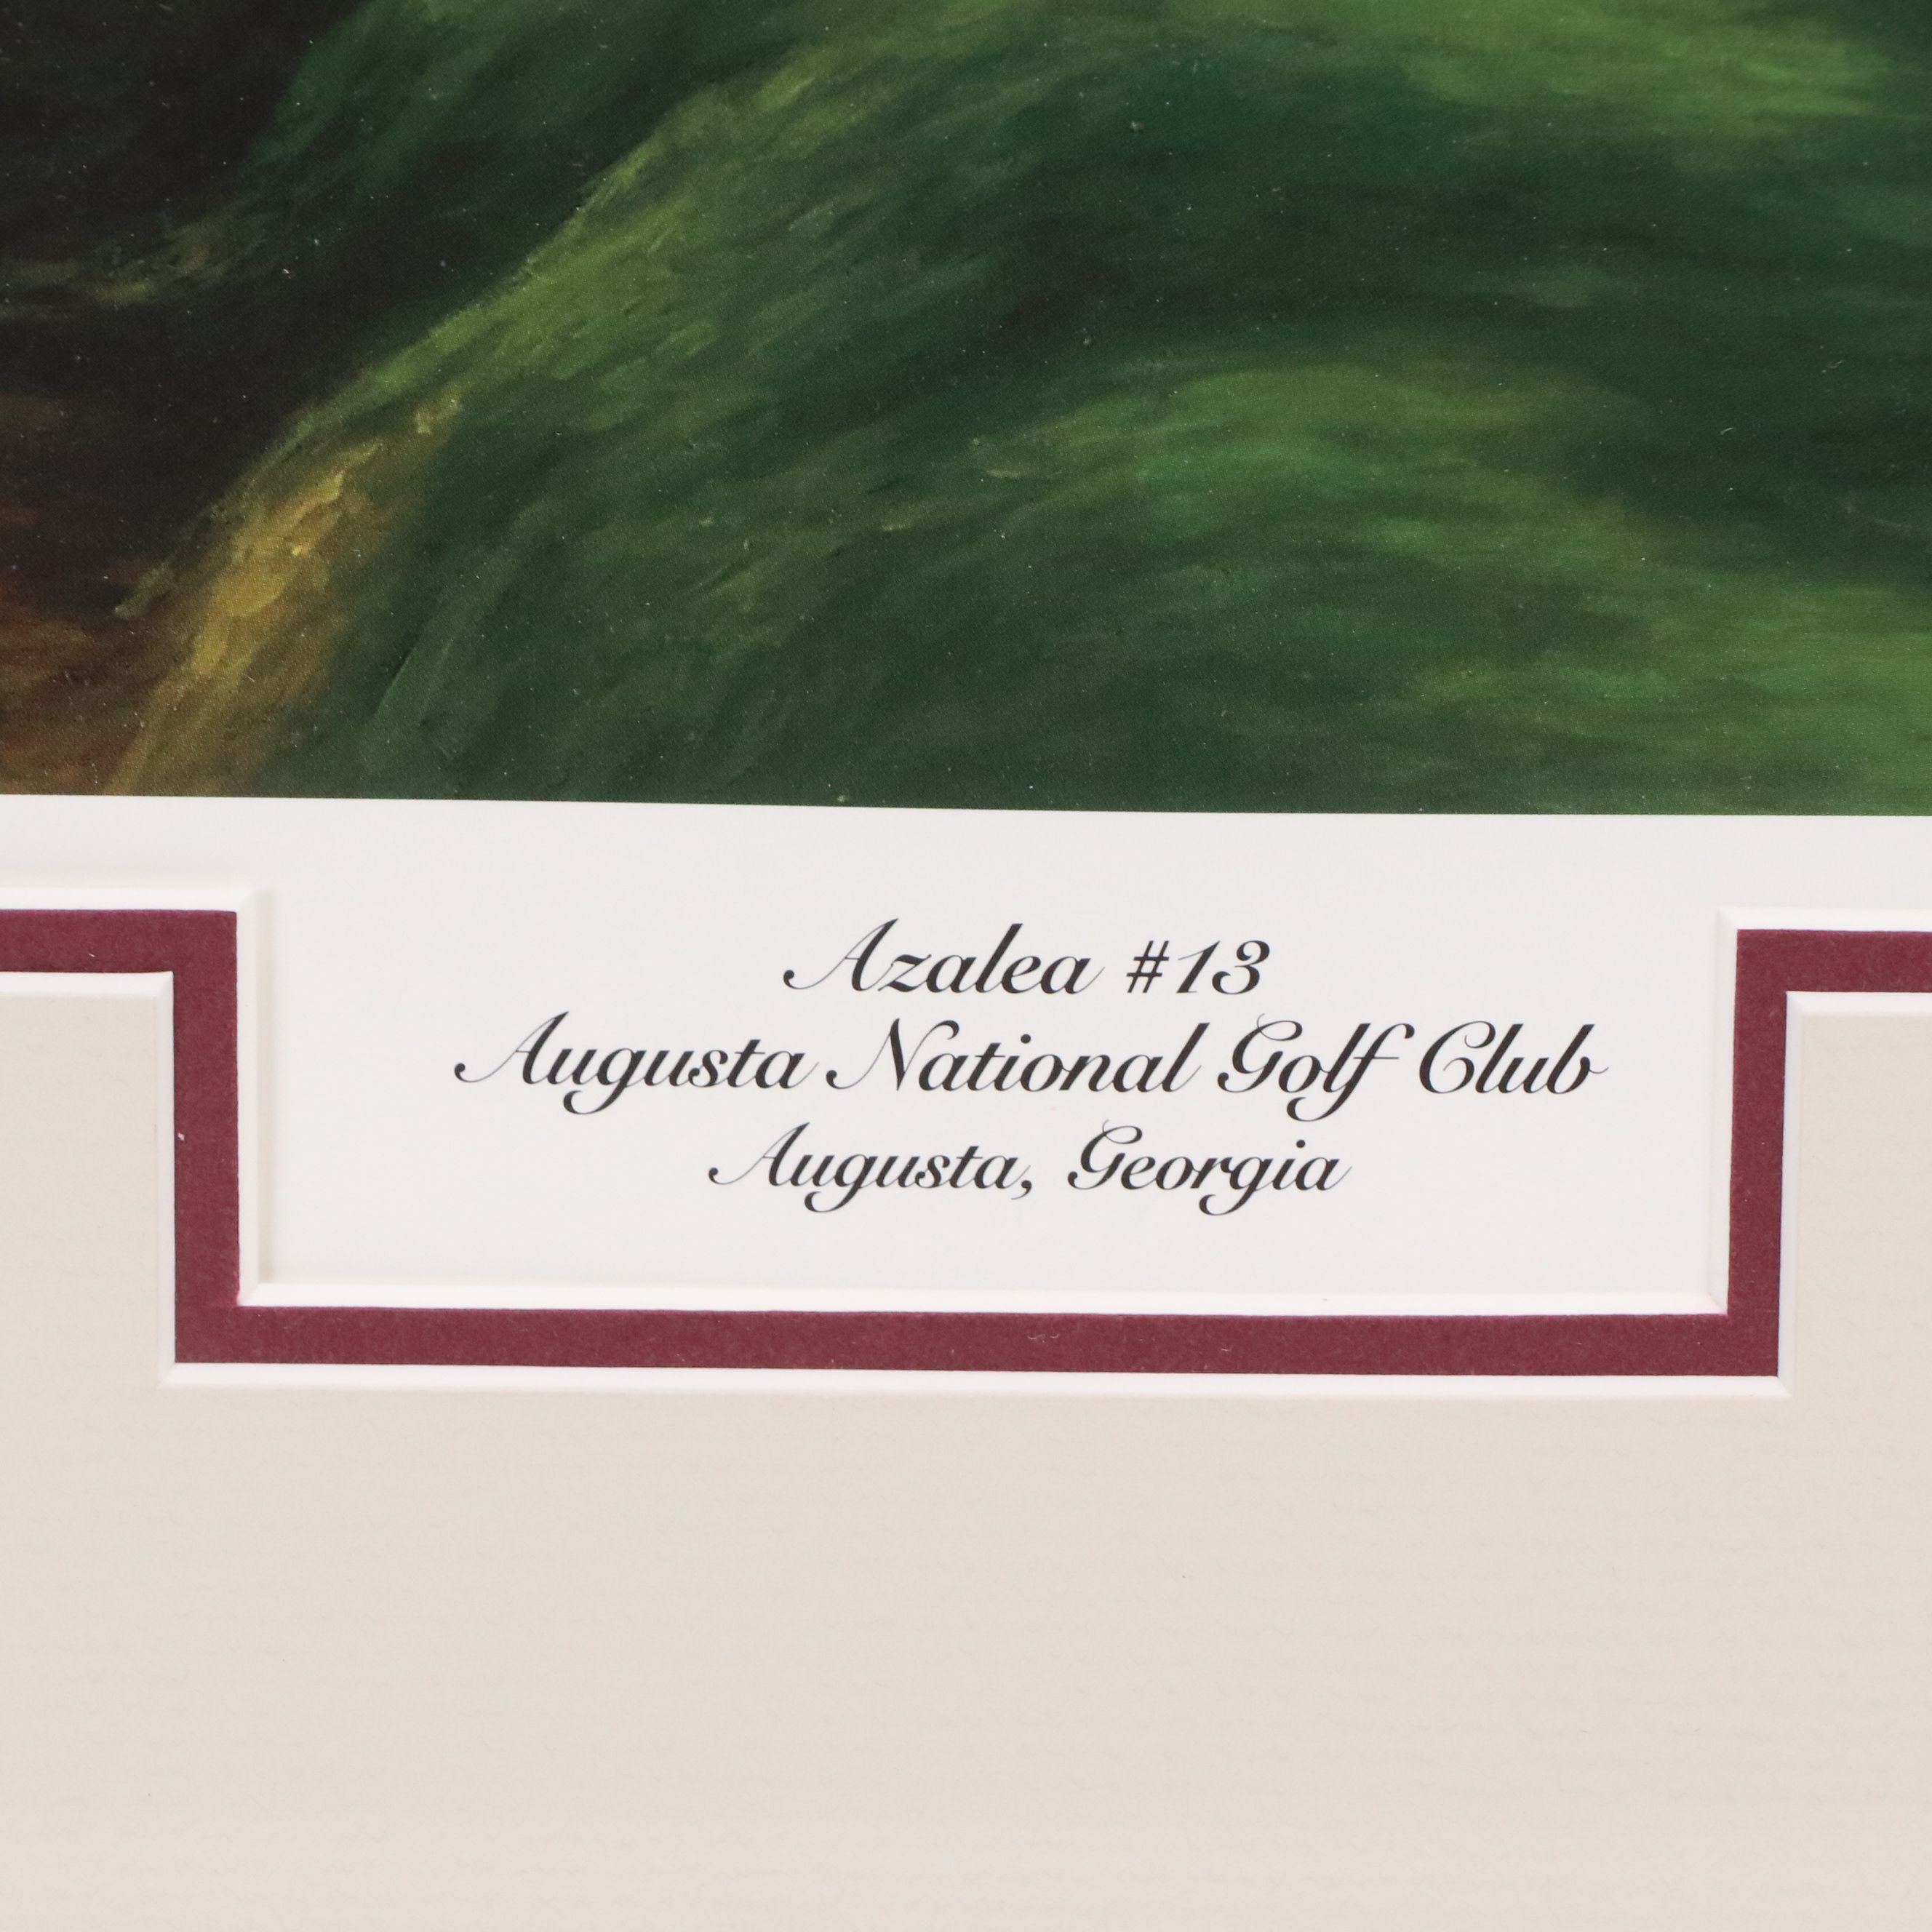 Azalea #13
Augusta National Golf Club
Augusta, Georgia